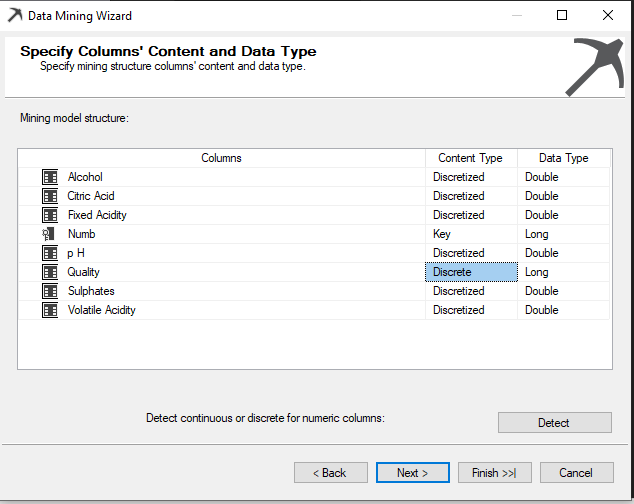 Data Mining Wizard
Specify Columns' Content and Data Type
Specify mining structure columns' content and data type.
Mining model structure:
Columns Content Type Data Type
Alcohol Discretized Double
Citric Acid Discretized Double
Fixed Acidity Discretized Double
Numb Key Long
p H Discretized Double
Quality Discrete Long
Sulphates Discretized Double
Volatile Acidity Discretized Double
Detect continuous or discrete for numeric columns: Detect
< Back Next > Finish >>| Cancel